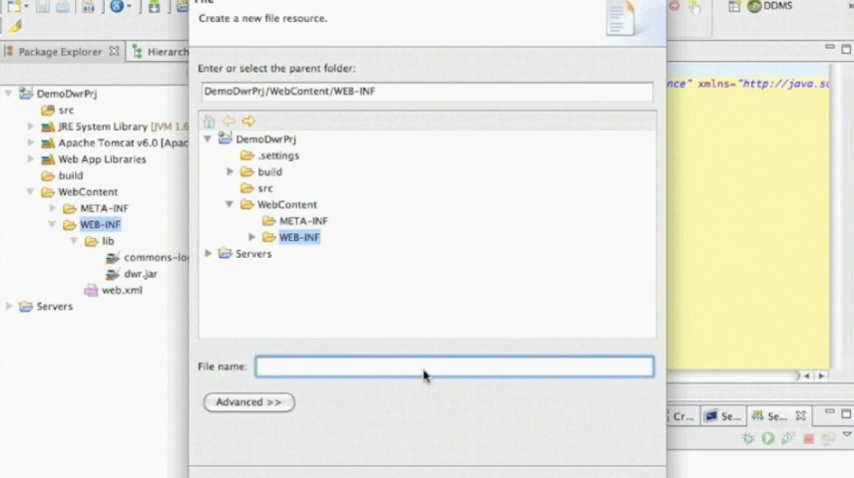 File
Create a new file resource.
DDMS
Package Explorer
Hierarch
Enter or select the parent folder:
DemoDwrPrj/WebContent/WEB-INF
nce" xmlns="http://java.su
DemoDwrPrj
src
JRE System Library [JVM 1.6
Apache Tomcat v6.0 [Apac
Web App Libraries
build
WebContent
META-INF
WEB-INF
lib
commons-lo
dwr.jar
web.xml
Servers
DemoDwrPrj
.settings
build
src
WebContent
META-INF
WEB-INF
Servers
File name:
Advanced >>
Cr...
Se...
Se...